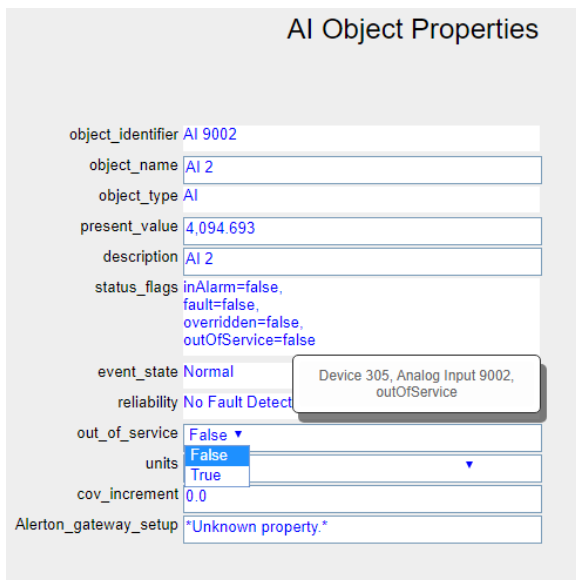 AI Object Properties
object_identifier AI 9002
object_name AI 2
object_type AI
present_value 4,094.693
description AI 2
status_flags inAlarm=false,
fault=false,
overridden=false,
outOfService=false
event_state Normal
Device 305, Analog Input 9002,
outOfService
reliability No Fault Detect
out_of_service False
False
True
units
cov_increment 0.0
Alerton_gateway_setup *Unknown property.*